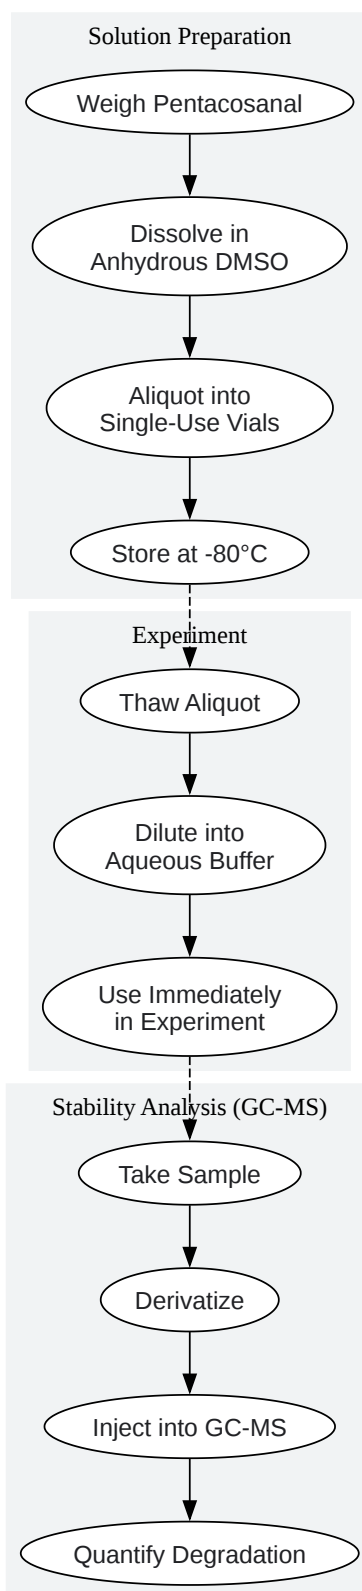 Solution Preparation
Weigh Pentacosanal
Dissolve in
Anhydrous DMSO
Aliquot into
Single-Use Vials
Store at -80°C
Experiment
Thaw Aliquot
Dilute into
Aqueous Buffer
Use Immediately
in Experiment
Stability Analysis (GC-MS)
Take Sample
Derivatize
Inject into GC-MS
Quantify Degradation